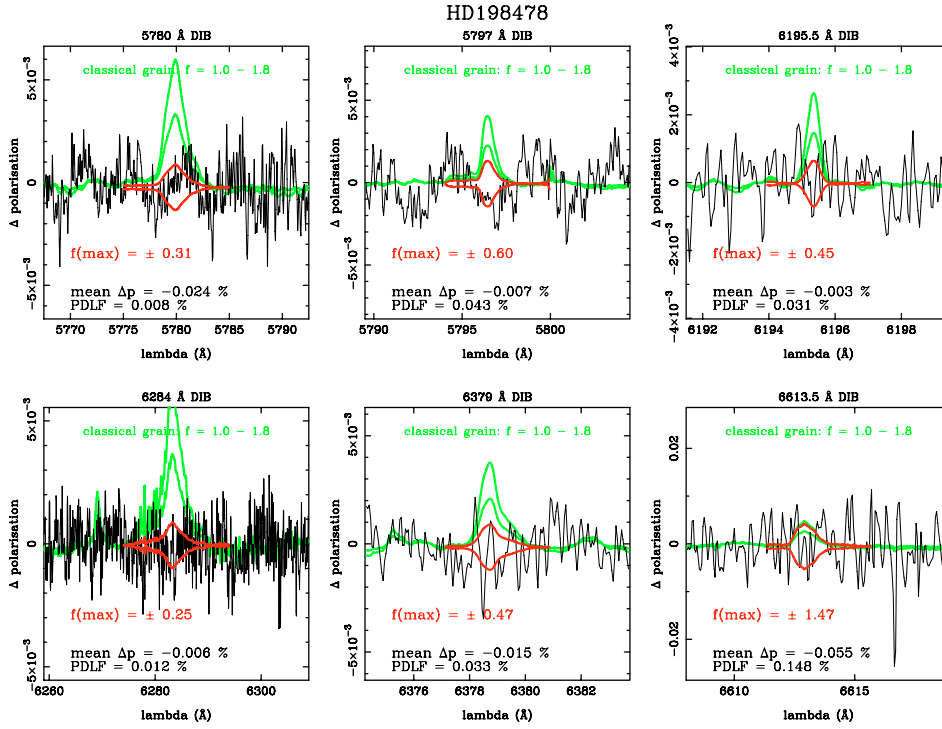 HD198478
5780 Å DIB
5797 Å DIB
6195.5 Å DIB
classical grain: f = 1.0 − 1.8
classical grain: f = 1.0 − 1.8
classical grain: f = 1.0 − 1.8
Δ polarisation
5×10⁻³
0
−5×10⁻³
Δ polarisation
5×10⁻³
0
−5×10⁻³
Δ polarisation
4×10⁻³
2×10⁻³
0
−2×10⁻³
−4×10⁻³
f(max) = ± 0.31
f(max) = ± 0.60
f(max) = ± 0.45
mean Δp = −0.024 %
PDLF = 0.008 %
mean Δp = −0.007 %
PDLF = 0.043 %
mean Δp = −0.003 %
PDLF = 0.031 %
5770 5775 5780 5785 5790
5790 5795 5800
6192 6194 6196 6198
lambda (Å)
lambda (Å)
lambda (Å)
6284 Å DIB
6379 Å DIB
6613.5 Å DIB
classical grain: f = 1.0 − 1.8
classical grain: f = 1.0 − 1.8
classical grain: f = 1.0 − 1.8
Δ polarisation
5×10⁻³
0
−5×10⁻³
Δ polarisation
5×10⁻³
0
−5×10⁻³
Δ polarisation
0.02
0
−0.02
f(max) = ± 0.25
f(max) = ± 0.47
f(max) = ± 1.47
mean Δp = −0.006 %
PDLF = 0.012 %
mean Δp = −0.015 %
PDLF = 0.033 %
mean Δp = −0.055 %
PDLF = 0.148 %
6260 6280 6300
6376 6378 6380 6382
6610 6615
lambda (Å)
lambda (Å)
lambda (Å)